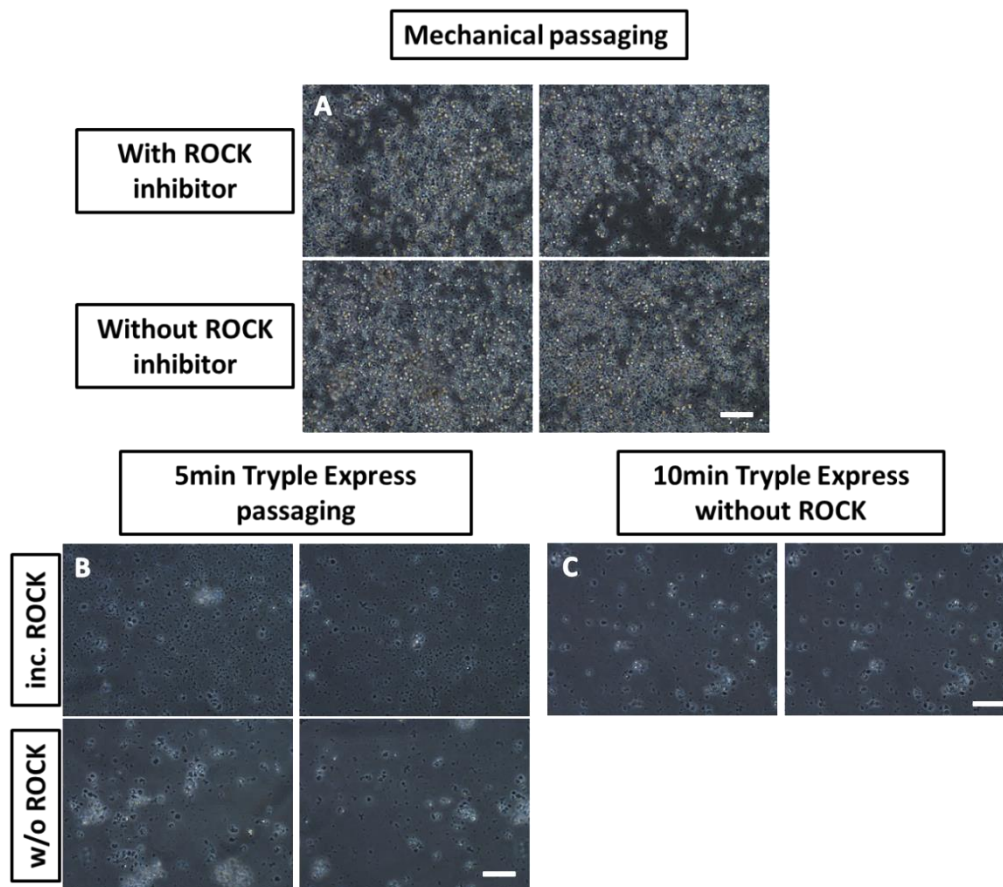 Mechanical passaging
A
With ROCK
inhibitor
Without ROCK
inhibitor
5min Tryple Express
passaging
10min Tryple Express
without ROCK
inc. ROCK
B
C
w/o ROCK